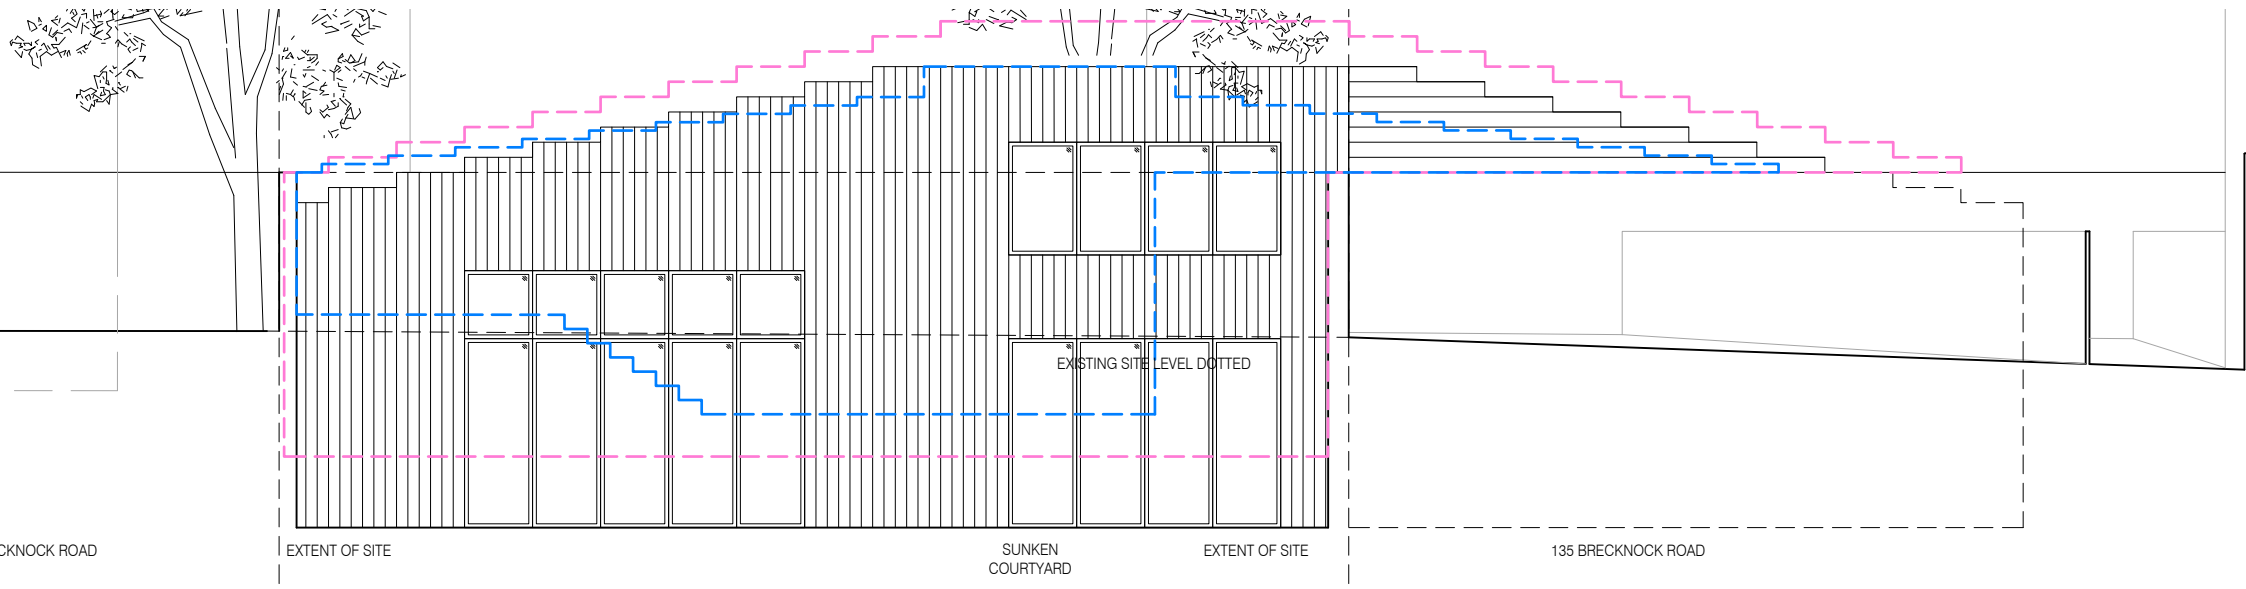 EXISTING SITE LEVEL DOTTED
CKNOCK ROAD
EXTENT OF SITE
SUNKEN
COURTYARD
EXTENT OF SITE
135 BRECKNOCK ROAD